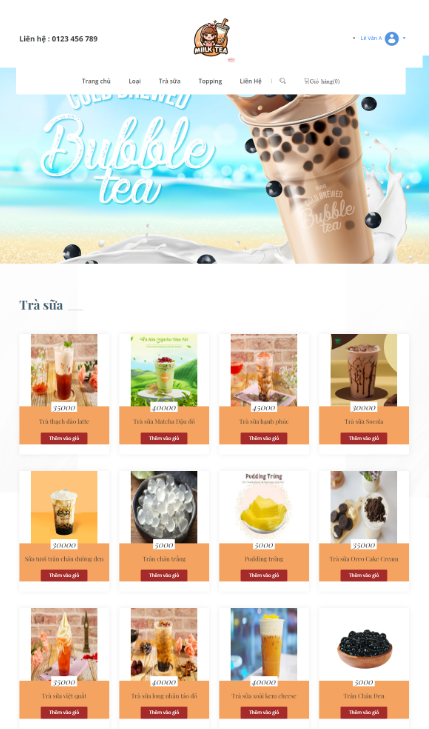 Liên hệ : 0123 456 789
MILK TEA
Lê Văn A
Trang chủ Loại Trà sữa Topping Liên Hệ Giỏ hàng(0)
COLD BREWED
Bubble
tea
COLD BREWED
Bubble
tea
Trà sữa
35000 40000 45000 30000
Trà thạch đào latte Trà sữa Matcha Đậu đỏ Trà sữa hạnh phúc Trà sữa Socola
Thêm vào giỏ Thêm vào giỏ Thêm vào giỏ Thêm vào giỏ
Pudding Trứng
30000 5000 5000 35000
Sữa tươi trân châu đường đen Trân châu trắng Pudding trứng Trà sữa Oreo Cake Cream
Thêm vào giỏ Thêm vào giỏ Thêm vào giỏ Thêm vào giỏ
35000 40000 40000 5000
Trà sữa việt quất Trà sữa long nhãn táo đỏ Trà sữa xoài kem cheese Trân Châu Đen
Thêm vào giỏ Thêm vào giỏ Thêm vào giỏ Thêm vào giỏ